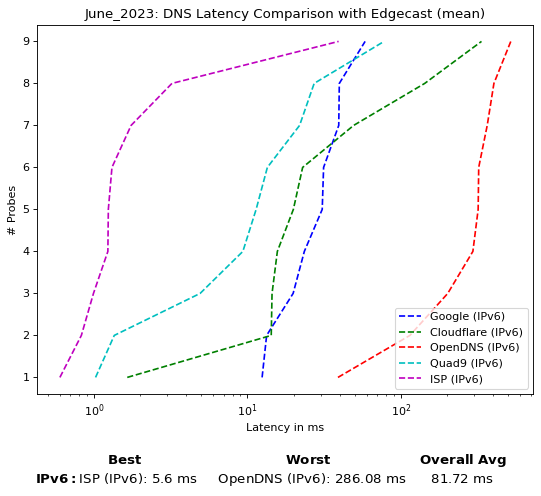 June_2023: DNS Latency Comparison with Edgecast (mean)
9
8
7
6
5
4
3
2
1
# Probes
Google (IPv6)
Cloudflare (IPv6)
OpenDNS (IPv6)
Quad9 (IPv6)
ISP (IPv6)
10⁰ 10¹ 10² 
Latency in ms
Best Worst Overall Avg
IPv6: ISP (IPv6): 5.6 ms OpenDNS (IPv6): 286.08 ms 81.72 ms